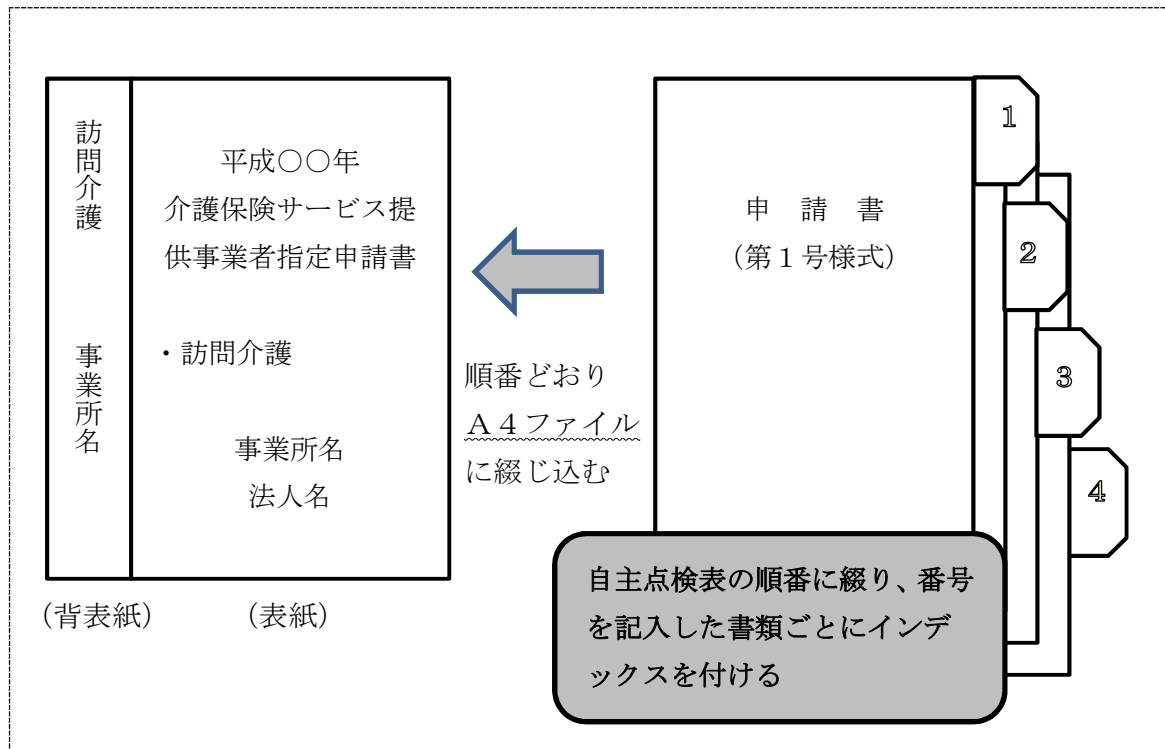 訪問介護
事業所名
平成○○年
介護保険サービス提
供事業者指定申請書
・訪問介護
事業所名
法人名
(背表紙)
(表紙)
順番どおり
A4ファイル
に綴じ込む
申 請 書
(第1号様式)
1
2
3
4
自主点検表の順番に綴り、番号
を記入した書類ごとにインデ
ックスを付ける